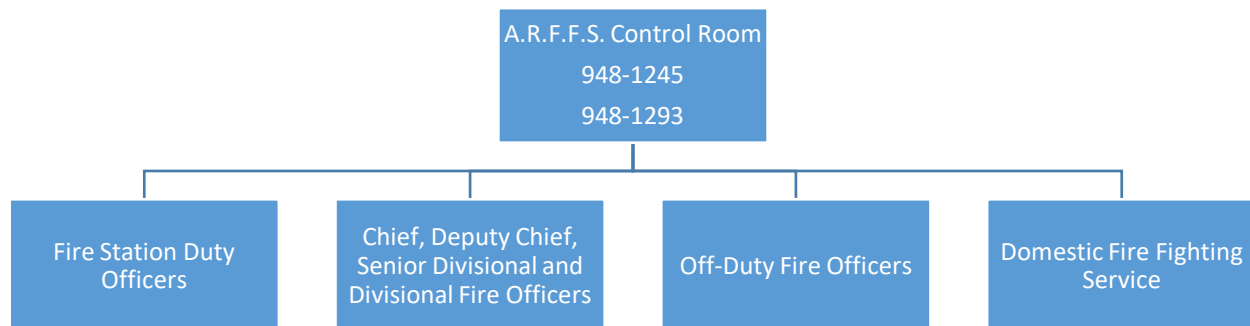 A.R.F.F.S. Control Room
948-1245
948-1293
Fire Station Duty
Officers
Chief, Deputy Chief,
Senior Divisional and
Divisional Fire Officers
Off-Duty Fire Officers
Domestic Fire Fighting
Service